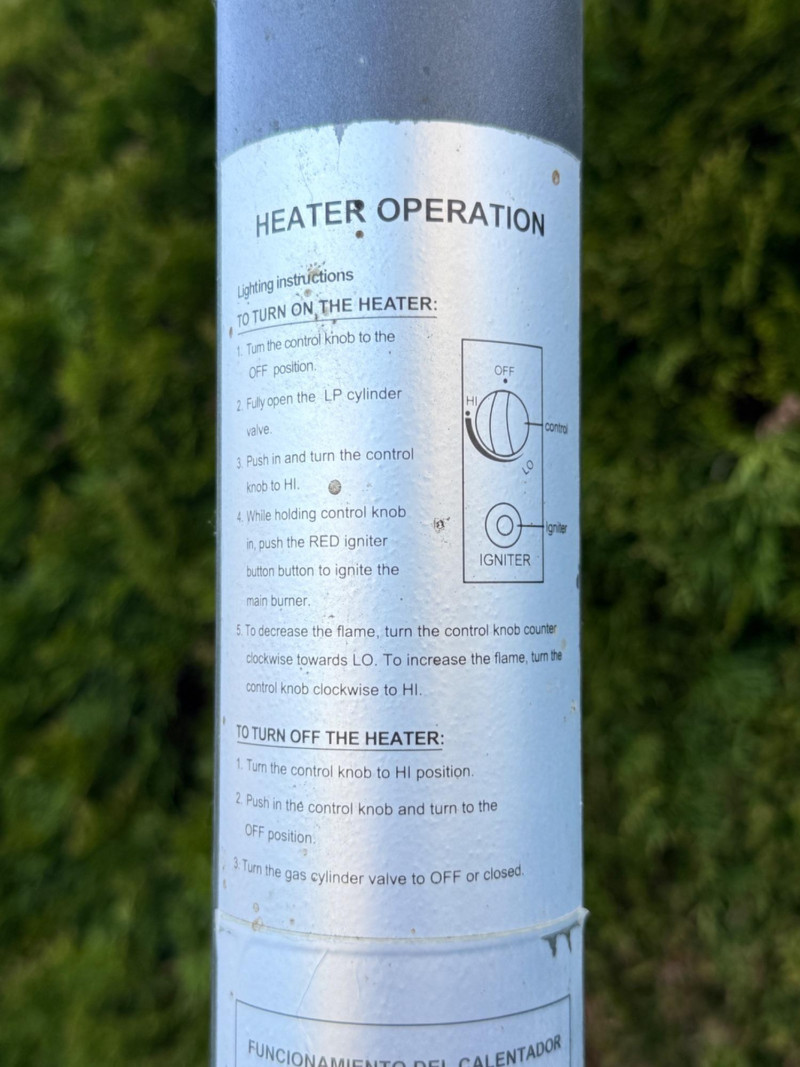 HEATER OPERATION
Lighting instructions
TO TURN ON THE HEATER:
1. Turn the control knob to the
OFF position.
2. Fully open the LP cylinder
valve.
3. Push in and turn the control
knob to HI.
4. While holding control knob
in, push the RED igniter
button button to ignite the
main burner.
OFF
HI
control
LO
Igniter
IGNITER
5. To decrease the flame, turn the control knob counter
clockwise towards LO. To increase the flame, turn the
control knob clockwise to HI.
TO TURN OFF THE HEATER:
1. Turn the control knob to HI position.
2. Push in the control knob and turn to the
OFF position.
3. Turn the gas cylinder valve to OFF or closed.
FUNCIONAMIENTO DEL CALENTADOR